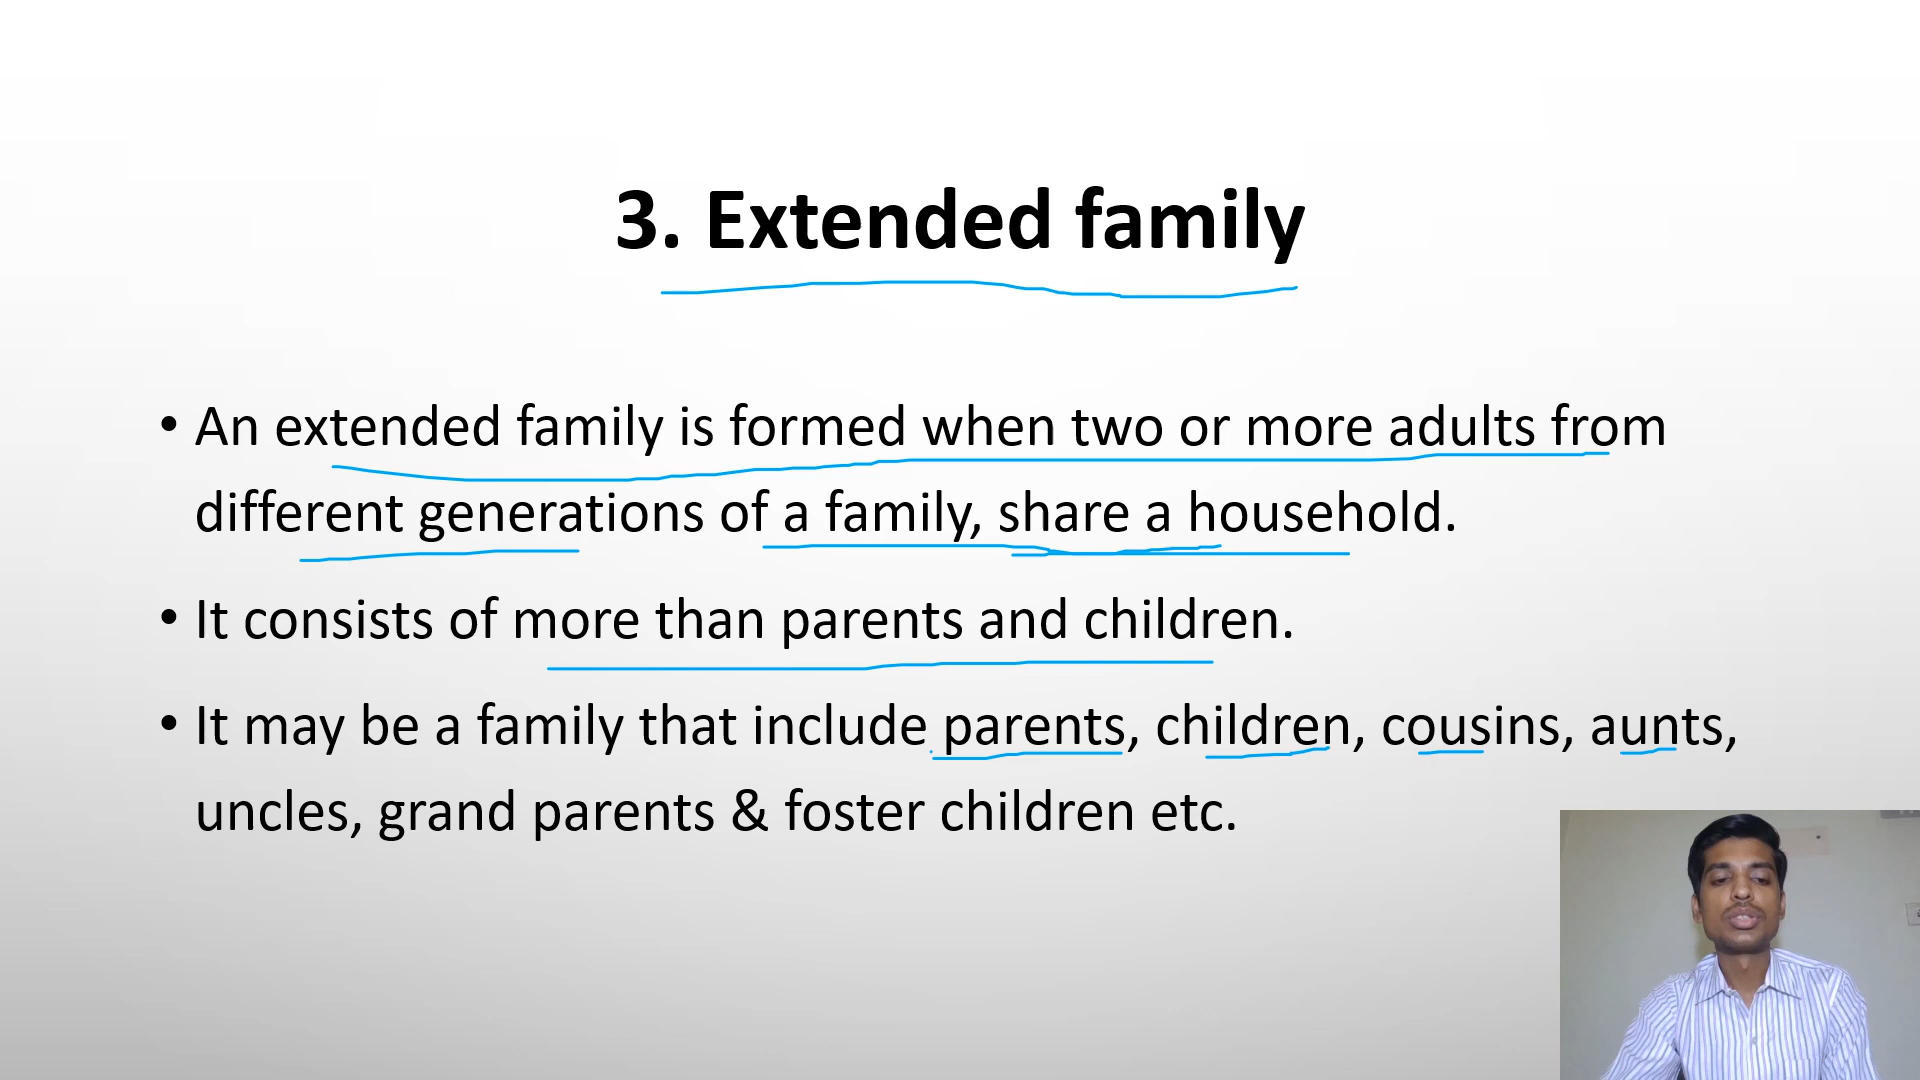 3. Extended family
• An extended family is formed when two or more adults from
different generations of a family, share a household.
• It consists of more than parents and children.
• It may be a family that include parents, children, cousins, aunts,
uncles, grand parents & foster children etc.